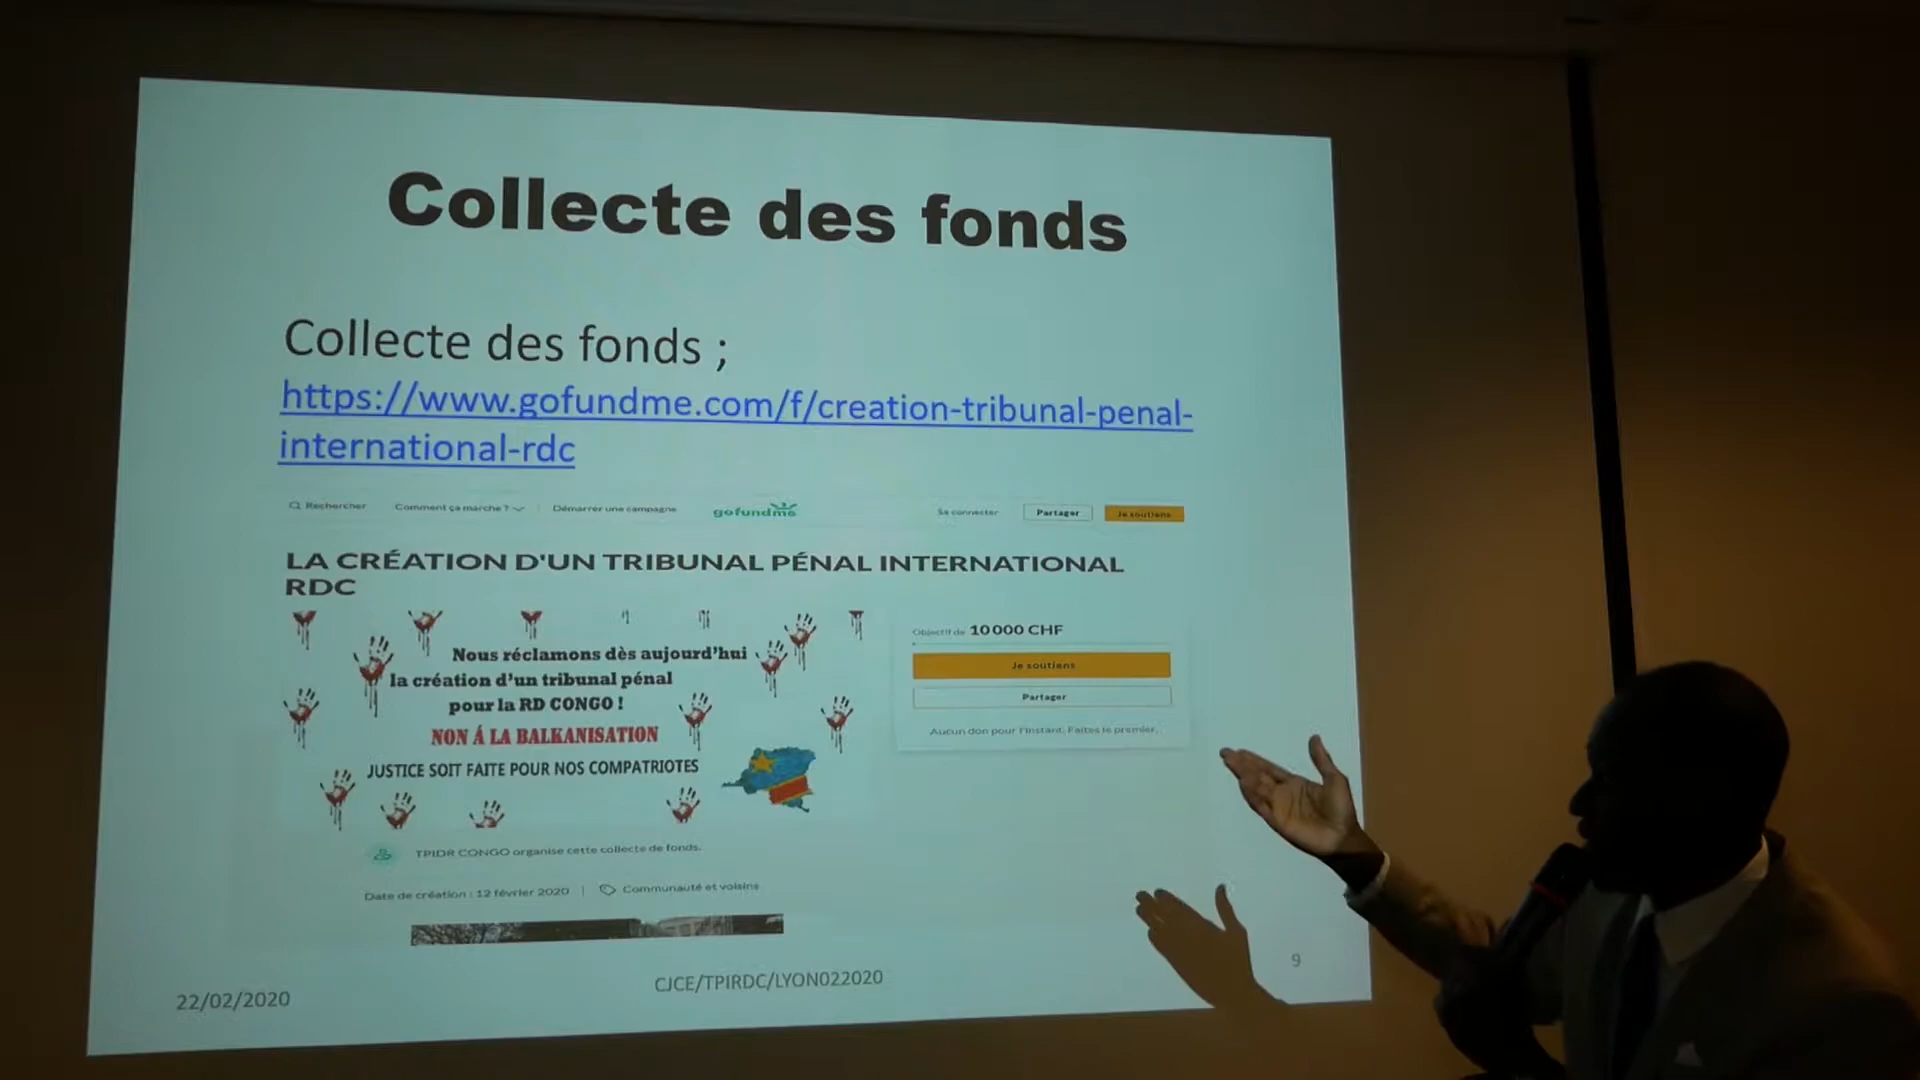 Collecte des fonds
Collecte des fonds ;
https://www.gofundme.com/f/creation-tribunal-penal-
international-rdc
Rechercher Comment ça marche ? Démarrer une campagne gofundme Se connecter Partager Je soutiens
LA CRÉATION D'UN TRIBUNAL PÉNAL INTERNATIONAL
RDC
Nous réclamons dès aujourd'hui
la création d'un tribunal pénal
pour la RD CONGO !
NON Á LA BALKANISATION
JUSTICE SOIT FAITE POUR NOS COMPATRIOTES
Objectif de 10 000 CHF
Je soutiens
Partager
Aucun don pour l'instant. Faites le premier.
TPIDR CONGO organise cette collecte de fonds.
Date de création : 12 février 2020 | Communauté et voisins
22/02/2020
CJCE/TPIRDC/LYON022020
9